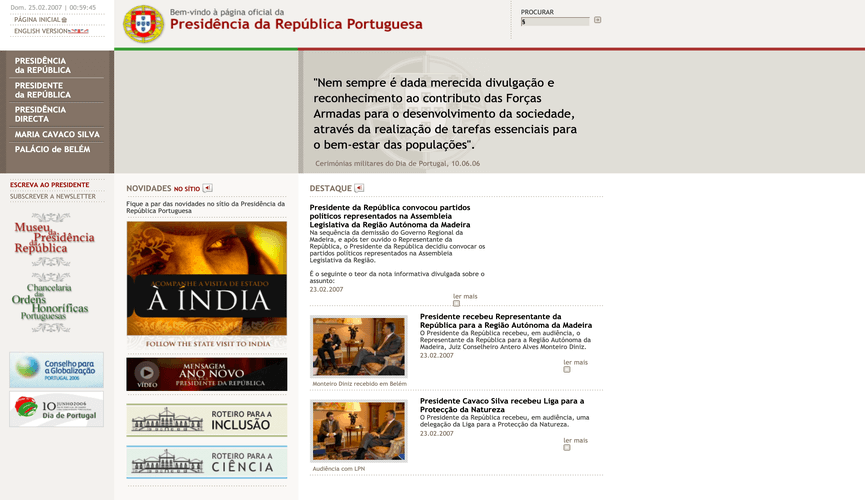 Dom. 25.02.2007 | 00:59:45
PÁGINA INICIAL
ENGLISH VERSION
Bem-vindo à página oficial da
Presidência da República Portuguesa
PROCURAR
PRESIDÊNCIA
da REPÚBLICA
PRESIDENTE
da REPÚBLICA
PRESIDÊNCIA
DIRECTA
MARIA CAVACO SILVA
PALÁCIO de BELÉM
"Nem sempre é dada merecida divulgação e
reconhecimento ao contributo das Forças
Armadas para o desenvolvimento da sociedade,
através da realização de tarefas essenciais para
o bem-estar das populações".
Cerimónias militares do Dia de Portugal, 10.06.06
ESCREVA AO PRESIDENTE
SUBSCREVER A NEWSLETTER
Museu
da Presidência
da República
Chancelaria
das
Ordens
Honoríficas
Portuguesas
Conselho para
a Globalização
PORTUGAL 2006
10 JUNHO2006
Dia de Portugal
NOVIDADES NO SÍTIO
Fique a par das novidades no sítio da Presidência da
República Portuguesa
ACOMPANHE A VISITA DE ESTADO
À ÍNDIA
FOLLOW THE STATE VISIT TO INDIA
VÍDEO
MENSAGEM
ANO NOVO
PRESIDENTE DA REPÚBLICA
ROTEIRO PARA A
INCLUSÃO
ROTEIRO PARA A
CIÊNCIA
DESTAQUE
Presidente da República convocou partidos
políticos representados na Assembleia
Legislativa da Região Autónoma da Madeira
Na sequência da demissão do Governo Regional da
Madeira, e após ter ouvido o Representante da
República, o Presidente da República decidiu convocar os
partidos políticos representados na Assembleia
Legislativa da Região.
É o seguinte o teor da nota informativa divulgada sobre o
assunto:
23.02.2007
ler mais
Presidente recebeu Representante da
República para a Região Autónoma da Madeira
O Presidente da República recebeu, em audiência, o
Representante da República para a Região Autónoma da
Madeira, Juiz Conselheiro Antero Alves Monteiro Diniz.
23.02.2007
ler mais
Monteiro Diniz recebido em Belém
Presidente Cavaco Silva recebeu Liga para a
Protecção da Natureza
O Presidente da República recebeu, em audiência, uma
delegação da Liga para a Protecção da Natureza.
23.02.2007
ler mais
Audiência com LPN